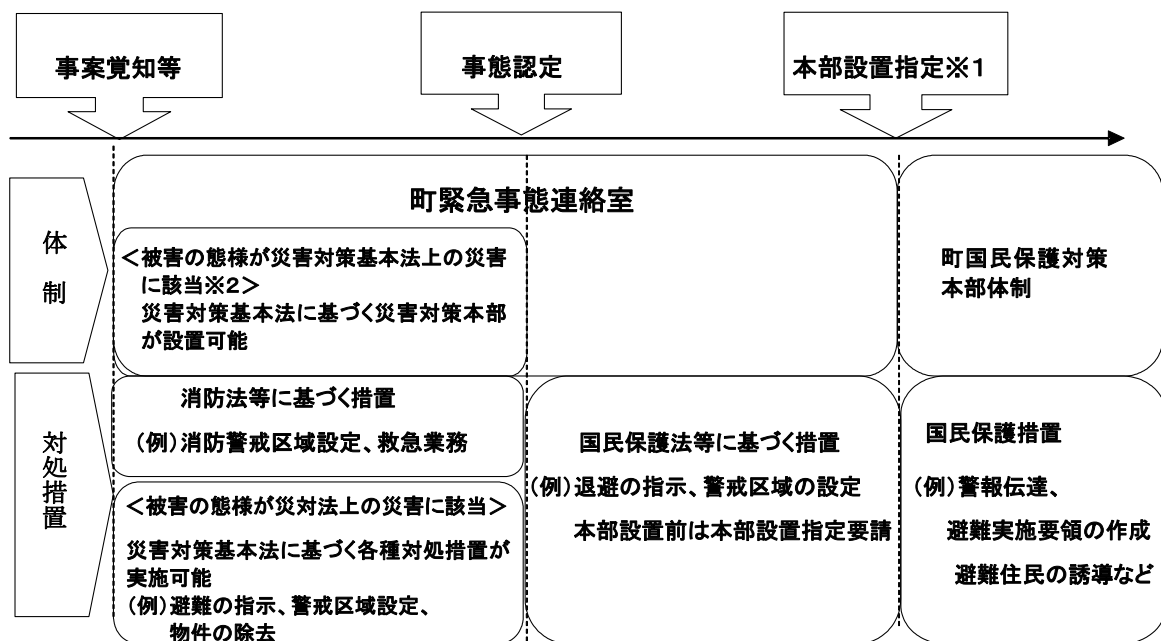 事案覚知等
事態認定
本部設置指定※1
体
制
町緊急事態連絡室
＜被害の態様が災害対策基本法上の災害
に該当※2＞
災害対策基本法に基づく災害対策本部
が設置可能
町国民保護対策
本部体制
対
処
措
置
消防法等に基づく措置
（例）消防警戒区域設定、救急業務
＜被害の態様が災対法上の災害に該当＞
災害対策基本法に基づく各種対処措置が
実施可能
（例）避難の指示、警戒区域設定、
物件の除去
国民保護法等に基づく措置
（例）退避の指示、警戒区域の設定
本部設置前は本部設置指定要請
国民保護措置
（例）警報伝達、
避難実施要領の作成
避難住民の誘導など